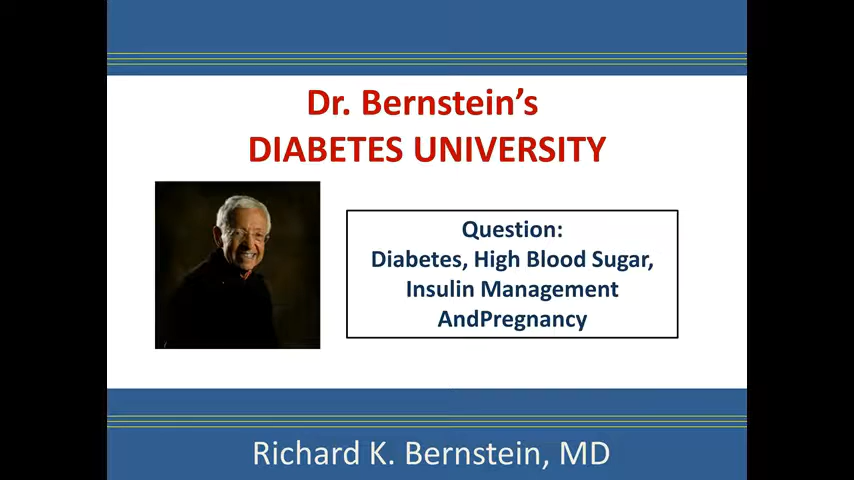 Dr. Bernstein's
DIABETES UNIVERSITY
Question:
Diabetes, High Blood Sugar,
Insulin Management
AndPregnancy
Richard K. Bernstein, MD